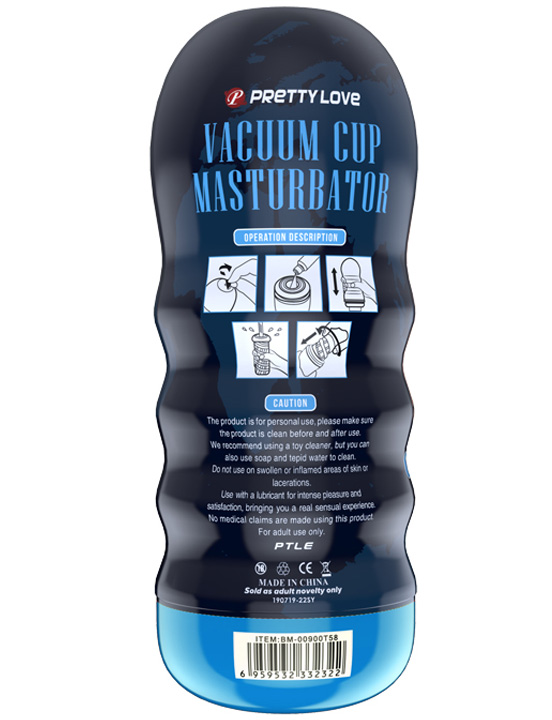 P PRETTY LOVE
VACUUM CUP
MASTURBATOR
OPERATION DESCRIPTION
CAUTION
The product is for personal use, please make sure
the product is clean before and after use.
We recommend using a toy cleaner, but you can
also use soap and tepid water to clean.
Do not use on swollen or inflamed areas of skin or
lacerations.
Use with a lubricant for intense pleasure and
satisfaction, bringing you a real sensual experience.
No medical claims are made using this product.
For adult use only.
PTLE
18 CE
MADE IN CHINA
Sold as adult novelty only
190719-22SY
ITEM:BM-00900T58
6 959532 332322